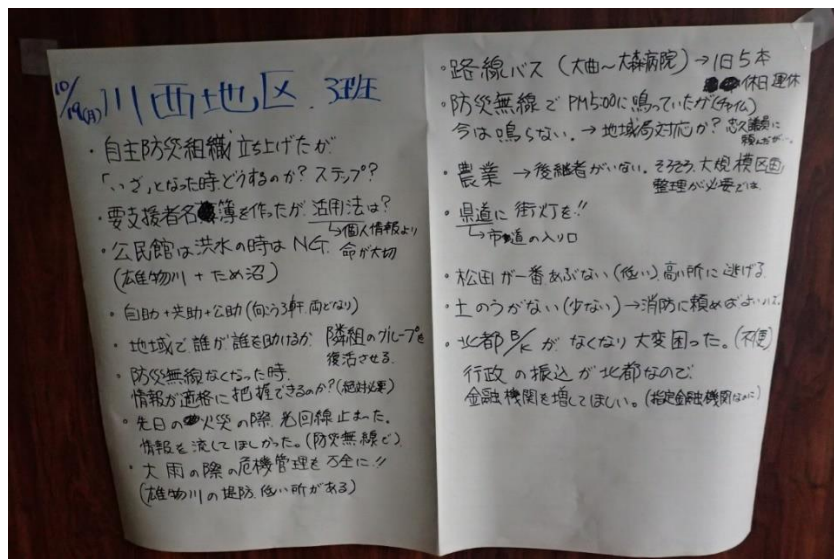 10/19(月) 川西地区 3班
・自主防災組織 立ち上げたが
「いざ」となった時どうするのか？ステップ？
・要支援者名簿を作ったが 活用法は？
↳個人情報より
命が大切
・公民館は洪水の時はNG.
(雄物川+ため沼)
・自助+共助+公助(向こう3軒 両どなり)
・地域で誰が誰を助けるか 隣組のグループを
復活させる
・防災無線なくなった時、
情報が適格に把握できるのか？(絶対必要)
・先日の火災の際 光回線止まった。
情報を流してほしかった。(防災無線で)
・大雨の際の危機管理を万全に!!
(雄物川の堤防 低い所がある)
・路線バス (大曲～大森病院)→1日5本
休日運休
・防災無線でPM5:00に鳴っていたが(チャイム)
今は鳴らない。→地域局対応か？
頼んだが…。
・農業 →後継者がいない。そろそろ、大規模区画
整理が必要では
・県道に街灯を!!
↳市道の入り口
・松田が一番あぶない(低い) 高い所に逃げる
・土のうがない(少ない)→消防に頼めばよいは。
・北都B/Kがなくなり大変困った。(不便)
行政の振込が北都なので
金融機関を増してほしい。(指定金融機関なのに)